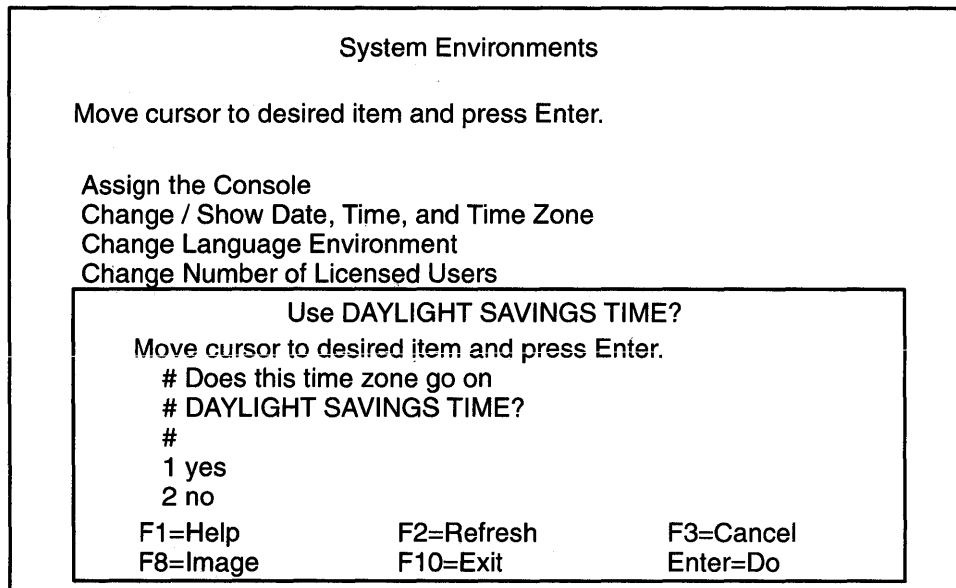 System Environments
Move cursor to desired item and press Enter.
Assign the Console
Change / Show Date, Time, and Time Zone
Change Language Environment
Change Number of Licensed Users
Use DAYLIGHT SAVINGS TIME?
Move cursor to desired item and press Enter.
# Does this time zone go on
# DAYLIGHT SAVINGS TIME?
#
1 yes
2 no
F1=Help F2=Refresh F3=Cancel
F8=Image F10=Exit Enter=Do